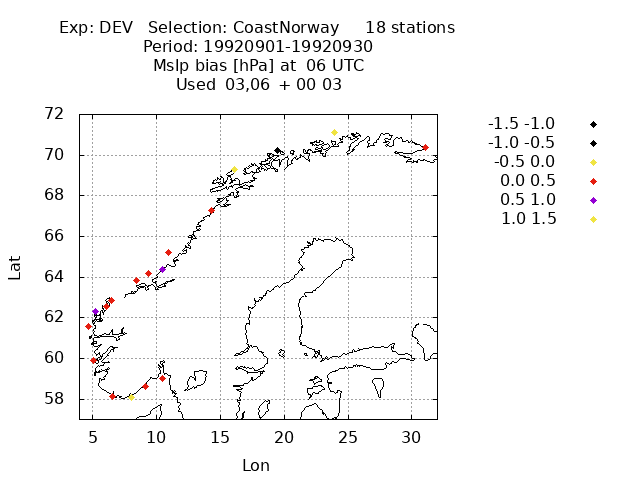 Exp: DEV Selection: CoastNorway 18 stations
Period: 19920901-19920930
Mslp bias [hPa] at 06 UTC
Used 03,06 + 00 03
72
70
68
66
64
62
60
58
Lat
5 10 15 20 25 30
Lon
-1.5 -1.0
-1.0 -0.5
-0.5 0.0
0.0 0.5
0.5 1.0
1.0 1.5